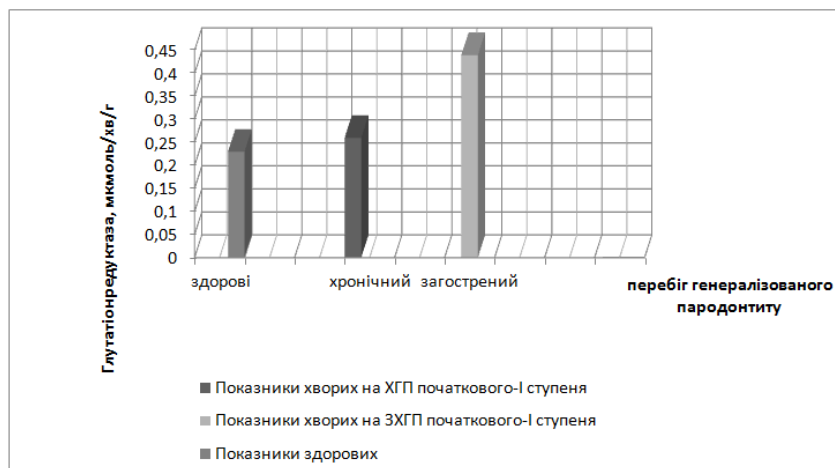 Глутатіонредуктаза, мкмоль/хв/г
0,45
0,4
0,35
0,3
0,25
0,2
0,15
0,1
0,05
0
здорові
хронічний
загострений
перебіг генералізованого
пародонтиту
Показники хворих на ХГП початкового-І ступеня
Показники хворих на ЗХГП початкового-І ступеня
Показники здорових